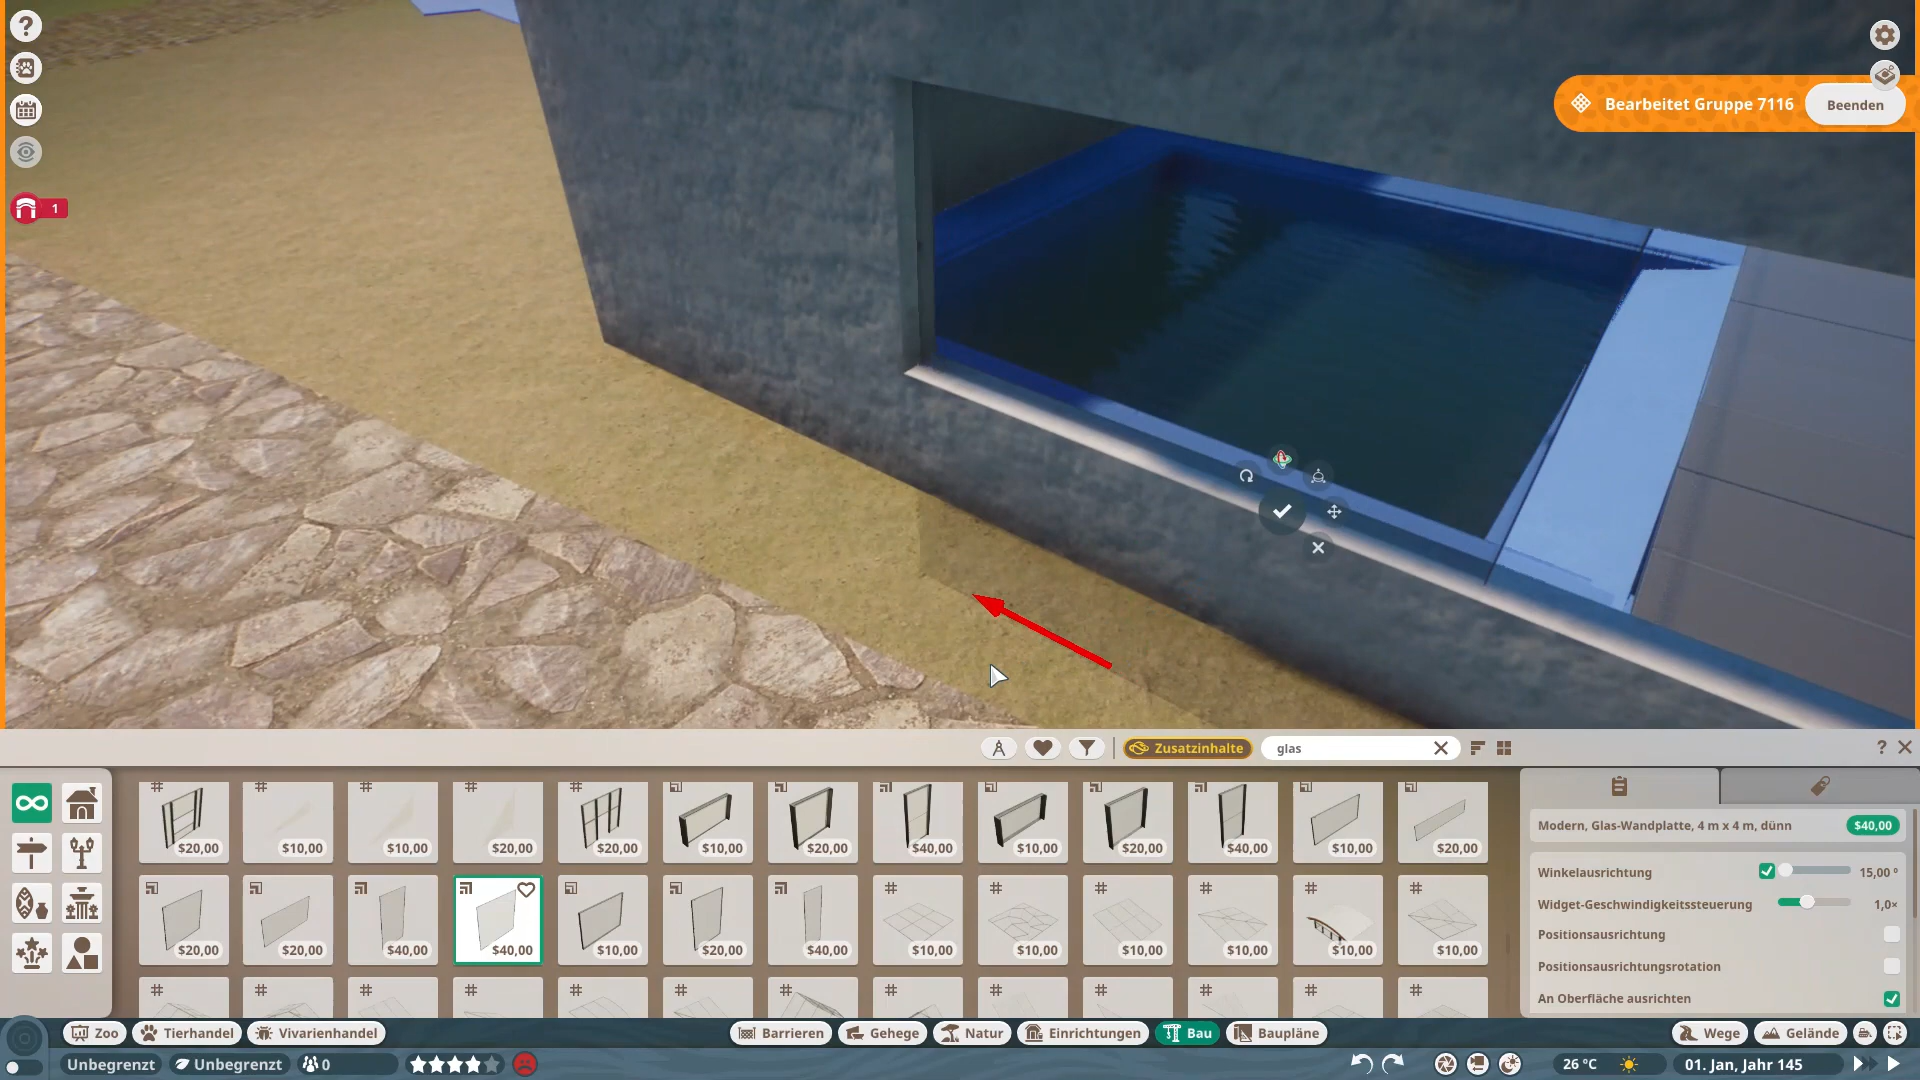 ?
Bearbeitet Gruppe 7116
Beenden
1
Zusatzinhalte
glas
?
$20,00
$10,00
$10,00
$20,00
$20,00
$10,00
$20,00
$40,00
$10,00
$20,00
$40,00
$10,00
$20,00
$20,00
$20,00
$40,00
$40,00
$10,00
$20,00
$40,00
$10,00
$10,00
$10,00
$10,00
$10,00
$10,00
Modern, Glas-Wandplatte, 4 m x 4 m, dünn
$40,00
Winkelausrichtung
15,00 °
Widget-Geschwindigkeitssteuerung
1,0×
Positionsausrichtung
Positionsausrichtungsrotation
An Oberfläche ausrichten
Zoo
Tierhandel
Vivarienhandel
Barrieren
Gehege
Natur
Einrichtungen
Bau
Baupläne
Wege
Gelände
Unbegrenzt
Unbegrenzt
0
26 °C
01. Jan, Jahr 145